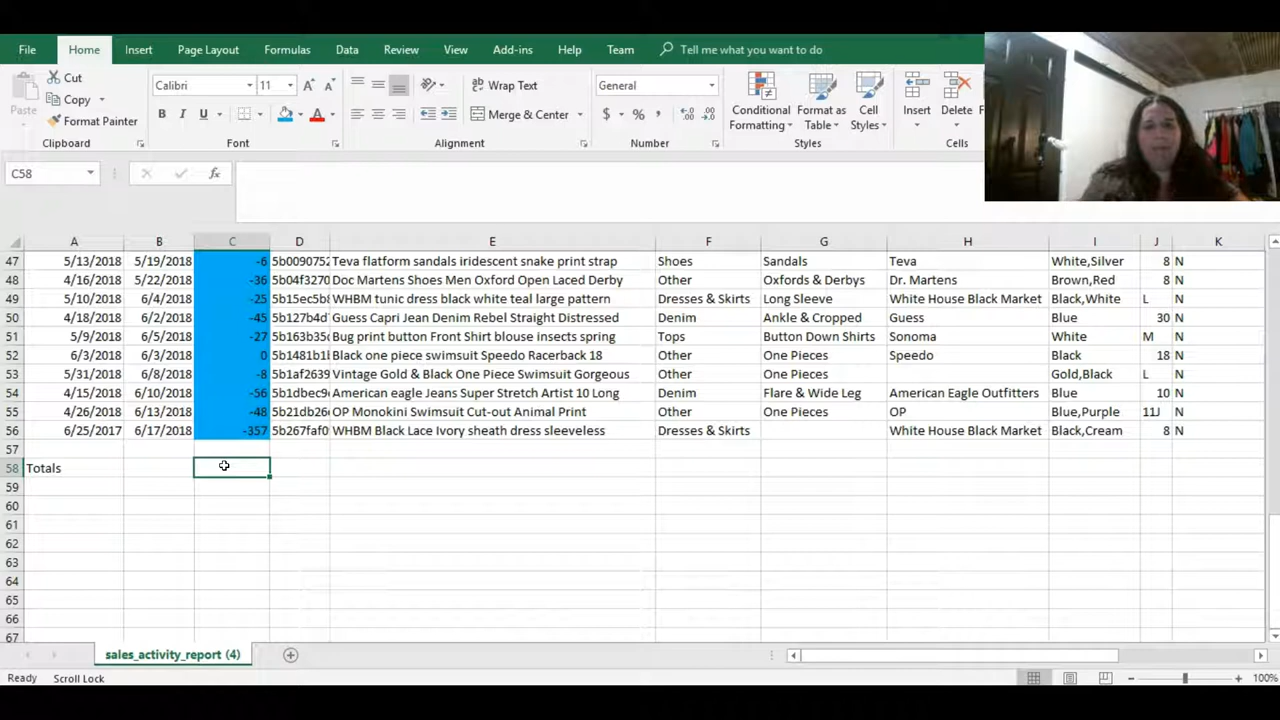 File Home Insert Page Layout Formulas Data Review View Add-ins Help Team Tell me what you want to do
Paste Cut Calibri 11 Wrap Text General Conditional Formatting Format as Table Cell Styles Insert Delete
Copy
Format Painter B I U A Merge & Center $ % ,
Clipboard Font Alignment Number Styles Cells
C58 fx
A B C D E F G H I J K
47 5/13/2018 5/19/2018 -6 5b0090752 Teva flatform sandals iridescent snake print strap Shoes Sandals Teva White,Silver 8 N
48 4/16/2018 5/22/2018 -36 5b04f3270 Doc Martens Shoes Men Oxford Open Laced Derby Other Oxfords & Derbys Dr. Martens Brown,Red 8 N
49 5/10/2018 6/4/2018 -25 5b15ec5b8 WHBM tunic dress black white teal large pattern Dresses & Skirts Long Sleeve White House Black Market Black,White L N
50 4/18/2018 6/2/2018 -45 5b127b4d WHBM Guess Capri Jean Denim Rebel Straight Distressed Denim Ankle & Cropped Guess Blue 30 N
51 5/9/2018 6/5/2018 -27 5b163b35 Bug print button Front Shirt blouse insects spring Tops Button Down Shirts Sonoma White M N
52 6/3/2018 6/3/2018 0 5b1481b1 Black one piece swimsuit Speedo Racerback 18 Other One Pieces Speedo Black 18 N
53 5/31/2018 6/8/2018 -8 5b1af2639 Vintage Gold & Black One Piece Swimsuit Gorgeous Other One Pieces Gold,Black L N
54 4/15/2018 6/10/2018 -56 5b1dbec9 American eagle Jeans Super Stretch Artist 10 Long Denim Flare & Wide Leg American Eagle Outfitters Blue 10 N
55 4/26/2018 6/13/2018 -48 5b21db26 OP Monokini Swimsuit Cut-out Animal Print Other One Pieces OP Blue,Purple 11J N
56 6/25/2017 6/17/2018 -357 5b267faf0 WHBM Black Lace Ivory sheath dress sleeveless Dresses & Skirts White House Black Market Black,Cream 8 N
57
58 Totals
59
60
61
62
63
64
65
66
67
sales_activity_report (4)
Ready Scroll Lock 100%